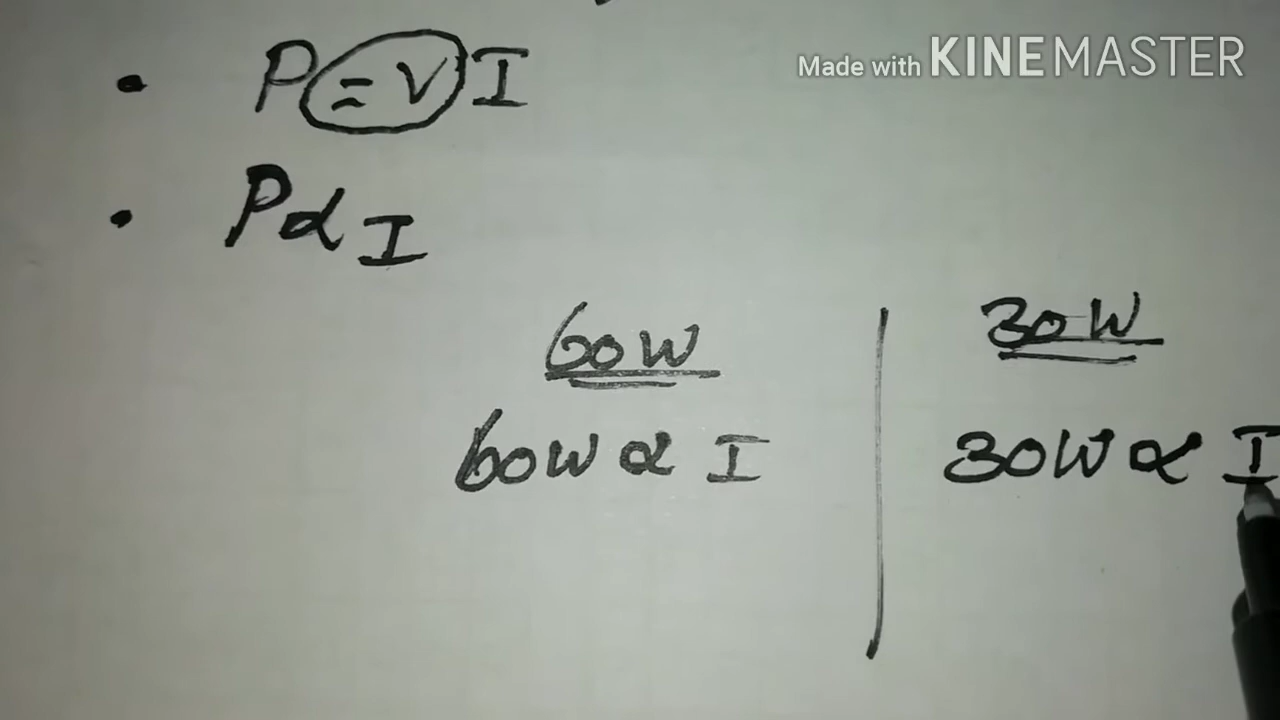 Made with KINEMASTER
• P = V I
• P ∝ I
60W
30W
60W ∝ I
30W ∝ I